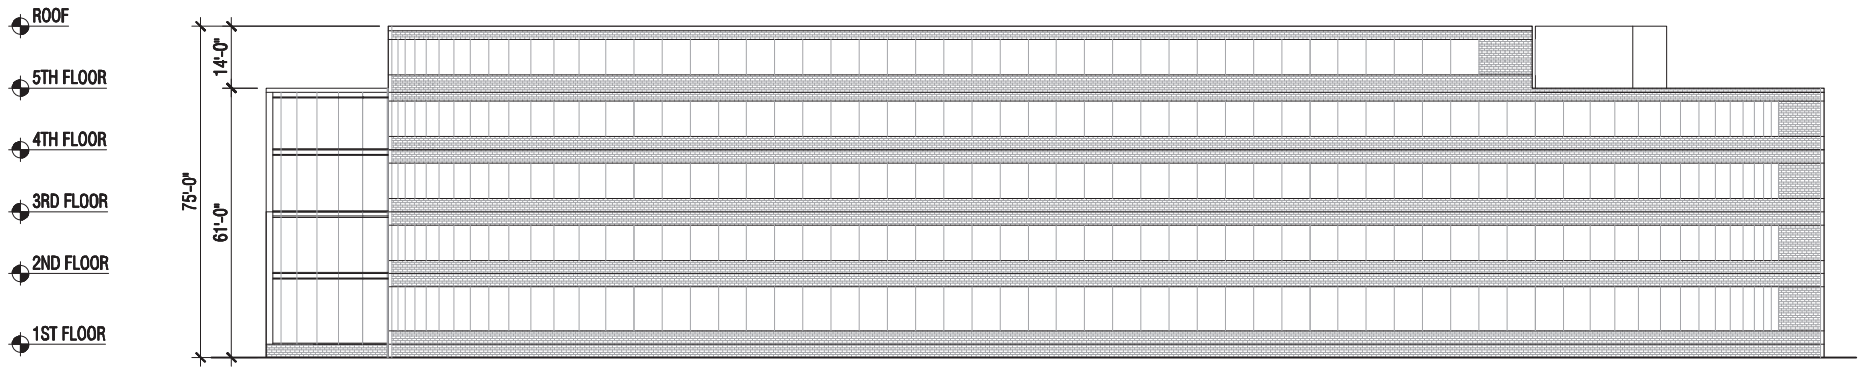 ROOF
5TH FLOOR
4TH FLOOR
3RD FLOOR
2ND FLOOR
1ST FLOOR
14'-0"
75'-0"
61'-0"